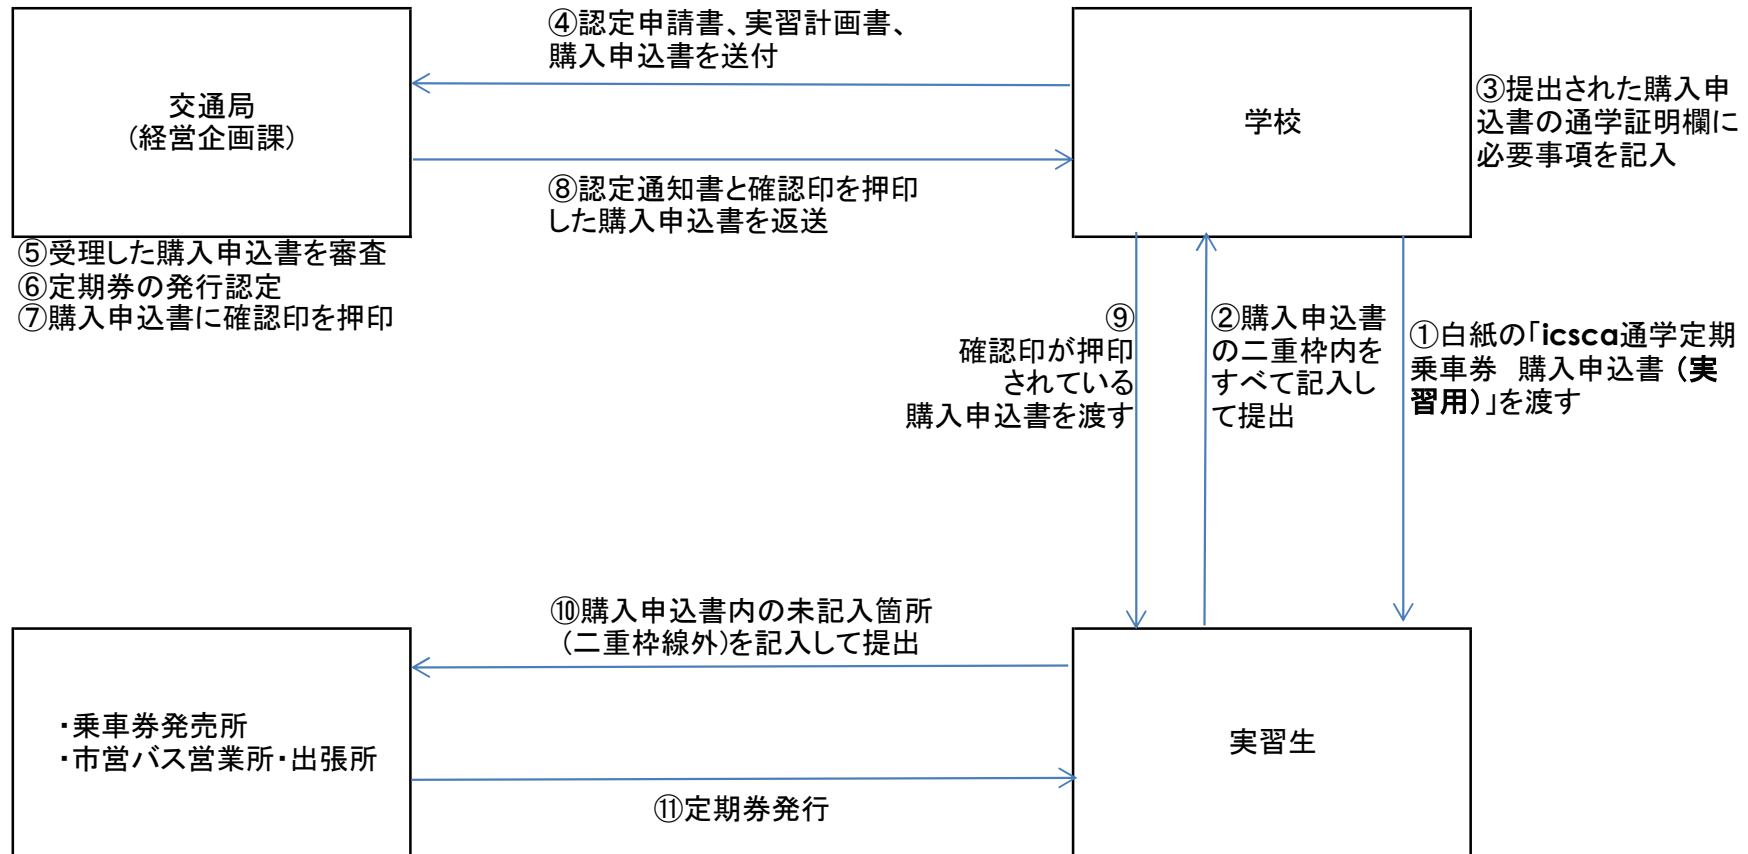 ④認定申請書、実習計画書、
購入申込書を送付
交通局
(経営企画課)
学校
③提出された購入申
込書の通学証明欄に
必要事項を記入
⑧認定通知書と確認印を押印
した購入申込書を返送
⑤受理した購入申込書を審査
⑥定期券の発行認定
⑦購入申込書に確認印を押印
⑨
確認印が押印
されている
購入申込書を渡す
②購入申込書
の二重枠内を
すべて記入し
て提出
①白紙の「icsca通学定期
乗車券　購入申込書（実
習用）」を渡す
⑩購入申込書内の未記入箇所
(二重枠線外)を記入して提出
・乗車券発売所
・市営バス営業所・出張所
実習生
⑪定期券発行